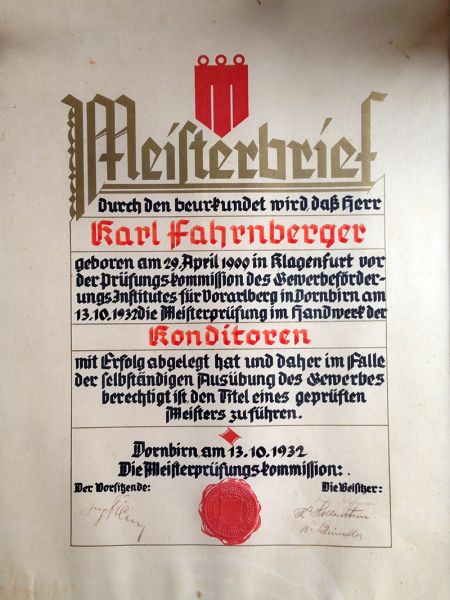 Meisterbrief
durch den beurkundet wird, daß Herr
Karl Fahrnberger
geboren am 29. April 1909 in Klagenfurt vor
der Prüfungskommission des Gewerbeförder-
ungs Institutes für Vorarlberg in Dornbirn am
13.10.1932 die Meisterprüfung im Handwerk der
Konditoren
mit Erfolg abgelegt hat und daher im Falle
der selbständigen Ausübung des Gewerbes
berechtigt ist, den Titel eines geprüften
Meisters zu führen.
Dornbirn am 13.10.1932
Die Meisterprüfungskommission:
Der Vorsitzende:
Die Beisitzer: